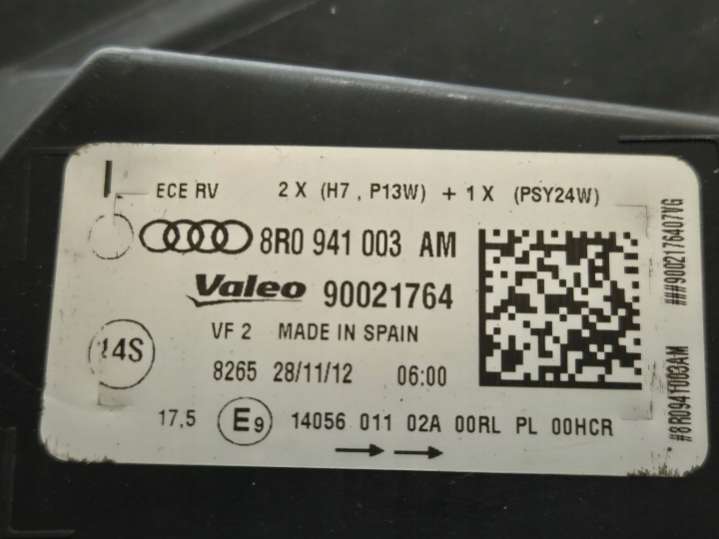 ECE RV 2 X (H7, P13W) + 1 X (PSY24W)
8R0 941 003 AM
Valeo 90021764
VF 2 MADE IN SPAIN
14S
8265 28/11/12 06:00
17,5 E9 14056 011 02A 00RL PL 00HCR
#8R0941003AM ###9002176407VG